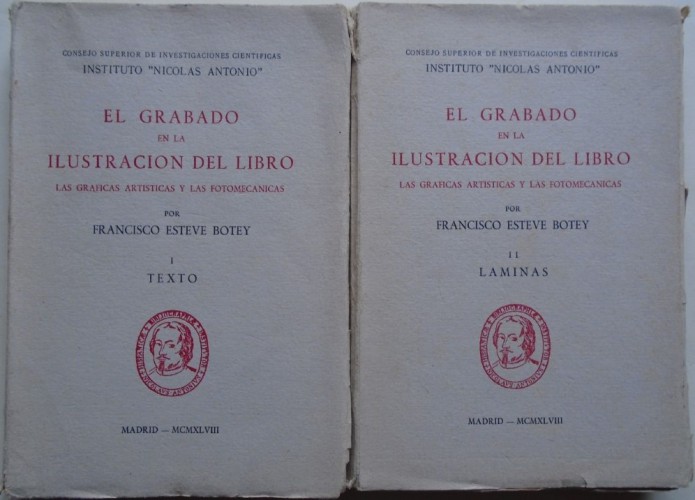 CONSEJO SUPERIOR DE INVESTIGACIONES CIENTIFICAS
INSTITUTO "NICOLAS ANTONIO"
EL GRABADO
EN LA
ILUSTRACION DEL LIBRO
LAS GRAFICAS ARTISTICAS Y LAS FOTOMECANICAS
POR
FRANCISCO ESTEVE BOTEY
I
TEXTO
MADRID — MCMXLVIII
CONSEJO SUPERIOR DE INVESTIGACIONES CIENTIFICAS
INSTITUTO "NICOLAS ANTONIO"
EL GRABADO
EN LA
ILUSTRACION DEL LIBRO
LAS GRAFICAS ARTISTICAS Y LAS FOTOMECANICAS
POR
FRANCISCO ESTEVE BOTEY
II
LAMINAS
MADRID — MCMXLVIII